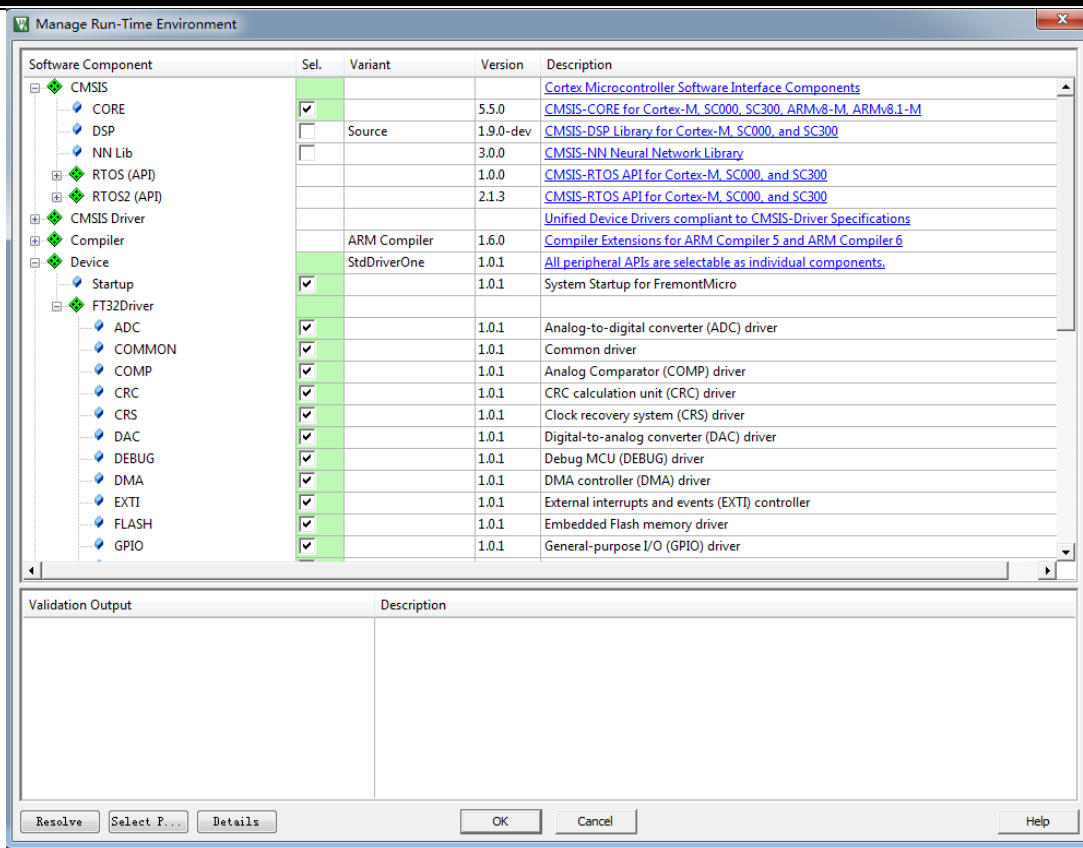 Manage Run-Time Environment
Software Component Sel. Variant Version Description
CMSIS Cortex Microcontroller Software Interface Components
CORE 5.5.0 CMSIS-CORE for Cortex-M, SC000, SC300, ARMv8-M, ARMv8.1-M
DSP Source 1.9.0-dev CMSIS-DSP Library for Cortex-M, SC000, and SC300
NN Lib 3.0.0 CMSIS-NN Neural Network Library
RTOS (API) 1.0.0 CMSIS-RTOS API for Cortex-M, SC000, and SC300
RTOS2 (API) 2.1.3 CMSIS-RTOS API for Cortex-M, SC000, and SC300
CMSIS Driver Unified Device Drivers compliant to CMSIS-Driver Specifications
Compiler ARM Compiler 1.6.0 Compiler Extensions for ARM Compiler 5 and ARM Compiler 6
Device StdDriverOne 1.0.1 All peripheral APIs are selectable as individual components.
Startup 1.0.1 System Startup for FremontMicro
FT32Driver
ADC 1.0.1 Analog-to-digital converter (ADC) driver
COMMON 1.0.1 Common driver
COMP 1.0.1 Analog Comparator (COMP) driver
CRC 1.0.1 CRC calculation unit (CRC) driver
CRS 1.0.1 Clock recovery system (CRS) driver
DAC 1.0.1 Digital-to-analog converter (DAC) driver
DEBUG 1.0.1 Debug MCU (DEBUG) driver
DMA 1.0.1 DMA controller (DMA) driver
EXTI 1.0.1 External interrupts and events (EXTI) controller
FLASH 1.0.1 Embedded Flash memory driver
GPIO 1.0.1 General-purpose I/O (GPIO) driver
Validation Output Description
Resolve Select P... Details OK Cancel Help